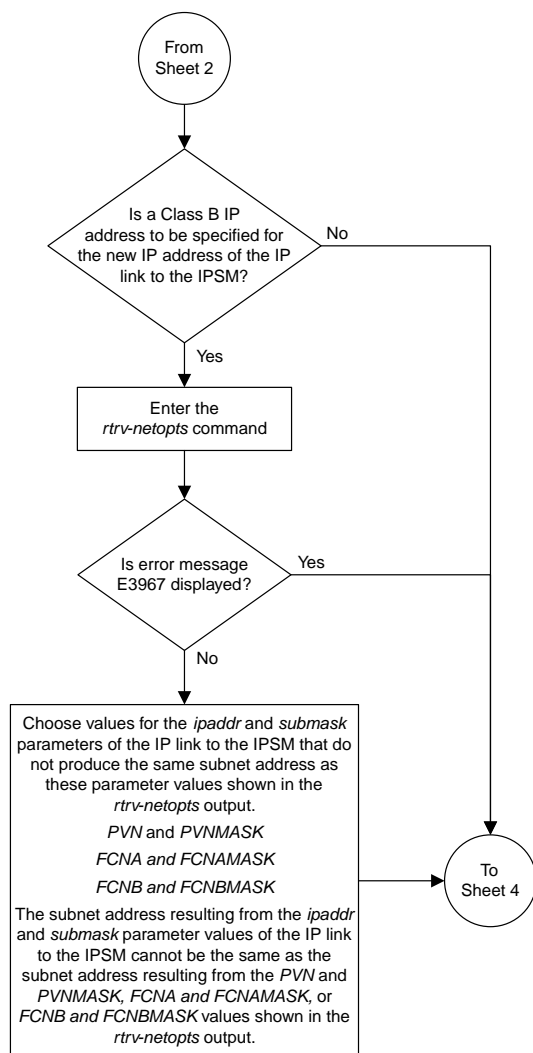 From
Sheet 2
Is a Class B IP
address to be specified for
the new IP address of the IP
link to the IPSM?
No
Yes
Enter the
rtrv-netopts command
Is error message
E3967 displayed?
Yes
No
Choose values for the ipaddr and submask
parameters of the IP link to the IPSM that do
not produce the same subnet address as
these parameter values shown in the
rtrv-netopts output.
PVN and PVNMASK
FCNA and FCNAMASK
FCNB and FCNBMASK
The subnet address resulting from the ipaddr
and submask parameter values of the IP link
to the IPSM cannot be the same as the
subnet address resulting from the PVN and
PVNMASK, FCNA and FCNAMASK, or
FCNB and FCNBMASK values shown in the
rtrv-netopts output.
To
Sheet 4